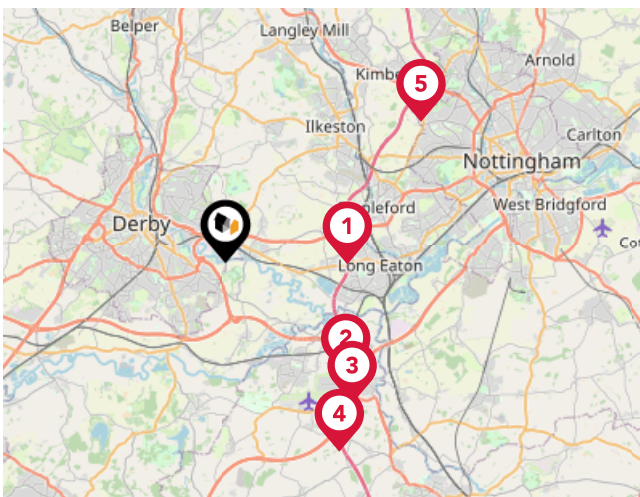 Belper
Langley Mill
Arnold
Kimbe
5
Ilkeston
Carlton
Nottingham
pleford
West Bridgford
Derby
1
Long Eaton
Cot
2
3
4